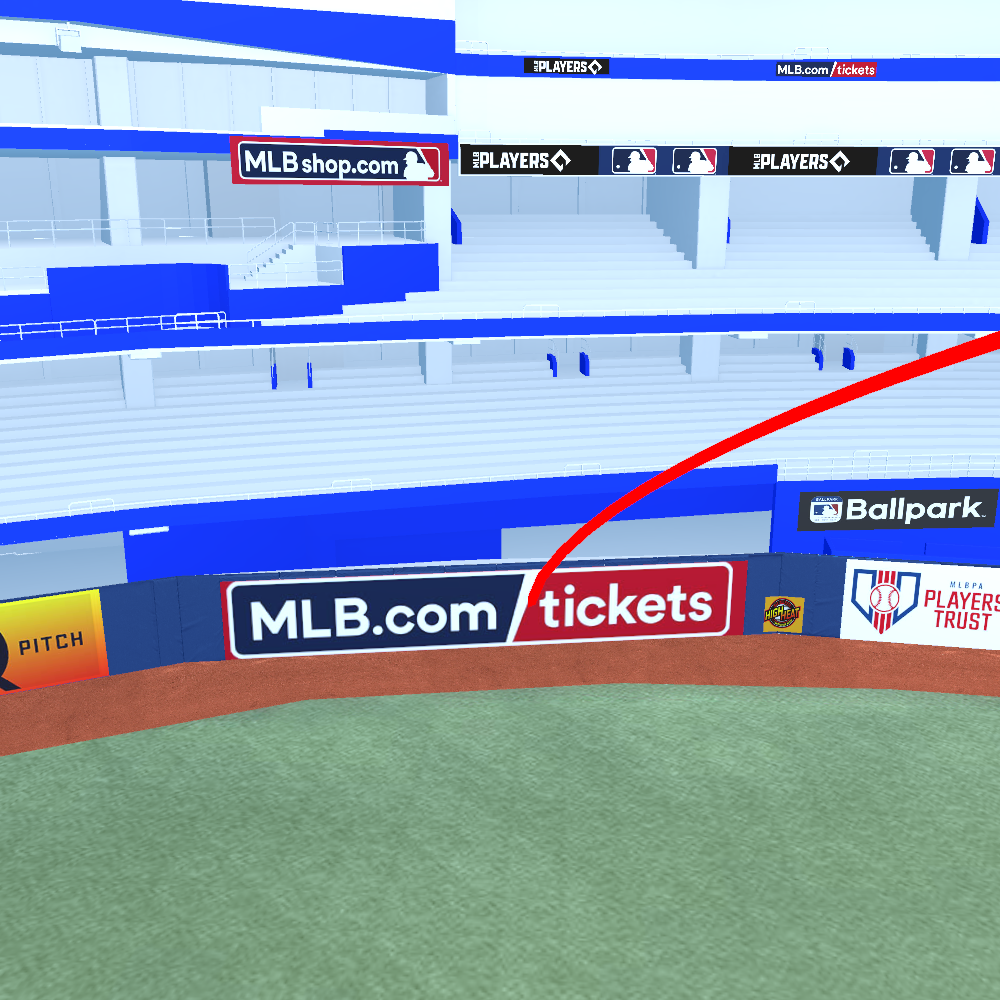 MLB PLAYERS
MLB.com/tickets
MLBshop.com
MLB PLAYERS
MLB PLAYERS
Ballpark
PITCH
MLB.com/tickets
HIGH HEAT
MLBPA
PLAYERS
TRUST